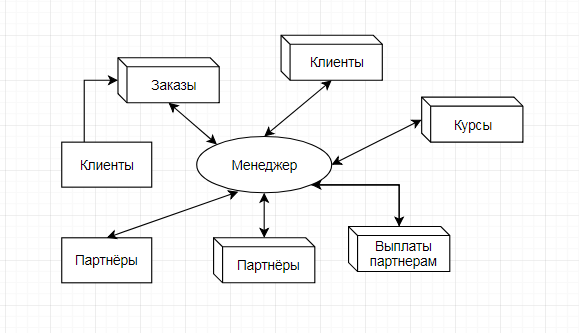 Клиенты
Заказы
Курсы
Клиенты
Менеджер
Партнёры
Партнёры
Выплаты
партнерам